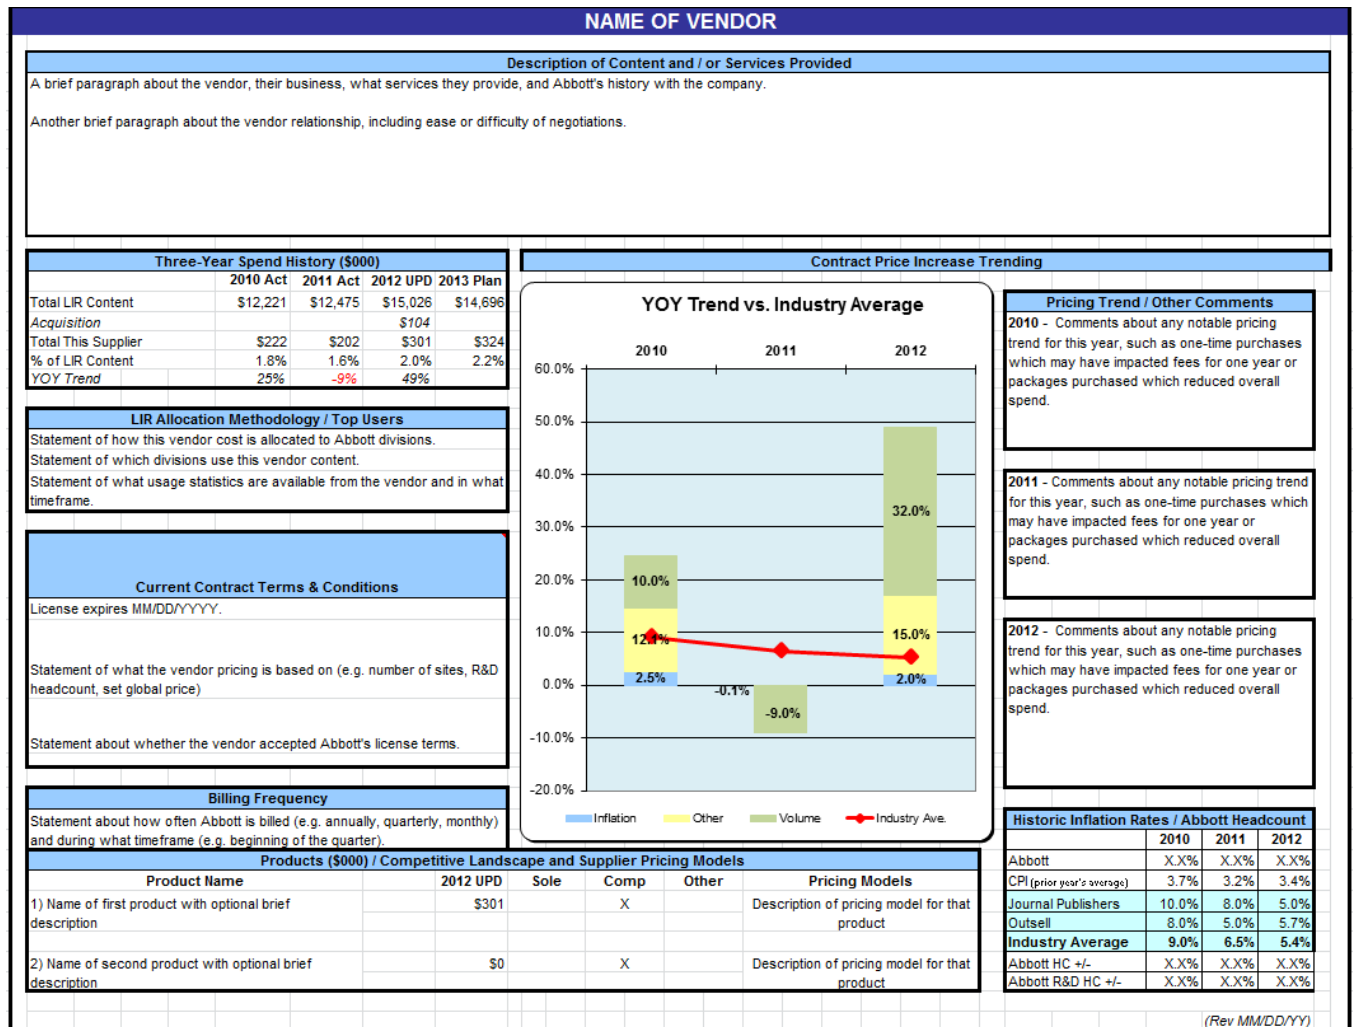 NAME OF VENDOR
Description of Content and / or Services Provided
A brief paragraph about the vendor, their business, what services they provide, and Abbott's history with the company.
Another brief paragraph about the vendor relationship, including ease or difficulty of negotiations.
Three-Year Spend History ($000)
2010 Act 2011 Act 2012 UPD 2013 Plan
Total LIR Content $12,221 $12,475 $15,026 $14,696
Acquisition $104
Total This Supplier $222 $202 $301 $324
% of LIR Content 1.8% 1.6% 2.0% 2.2%
YOY Trend 25% -9% 49%
LIR Allocation Methodology / Top Users
Statement of how this vendor cost is allocated to Abbott divisions.
Statement of which divisions use this vendor content.
Statement of what usage statistics are available from the vendor and in what
timeframe.
Current Contract Terms & Conditions
License expires MM/DD/YYYY.
Statement of what the vendor pricing is based on (e.g. number of sites, R&D
headcount, set global price)
Statement about whether the vendor accepted Abbott's license terms.
Billing Frequency
Statement about how often Abbott is billed (e.g. annually, quarterly, monthly)
and during what timeframe (e.g. beginning of the quarter).
Contract Price Increase Trending
YOY Trend vs. Industry Average
2010 2011 2012
60.0%
50.0%
40.0%
30.0%
20.0%
10.0%
0.0%
-10.0%
-20.0%
10.0%
12.1%
2.5%
-0.1%
-9.0%
32.0%
15.0%
2.0%
Inflation Other Volume Industry Ave.
Pricing Trend / Other Comments
2010 - Comments about any notable pricing
trend for this year, such as one-time purchases
which may have impacted fees for one year or
packages purchased which reduced overall
spend.
2011 - Comments about any notable pricing trend
for this year, such as one-time purchases which
may have impacted fees for one year or
packages purchased which reduced overall
spend.
2012 - Comments about any notable pricing
trend for this year, such as one-time purchases
which may have impacted fees for one year or
packages purchased which reduced overall
spend.
Products ($000) / Competitive Landscape and Supplier Pricing Models
Product Name 2012 UPD Sole Comp Other Pricing Models
1) Name of first product with optional brief $301 X Description of pricing model for that
description product
2) Name of second product with optional brief $0 X Description of pricing model for that
description product
Historic Inflation Rates / Abbott Headcount
2010 2011 2012
Abbott X.X% X.X% X.X%
CPI (prior year's average) 3.7% 3.2% 3.4%
Journal Publishers 10.0% 8.0% 5.0%
Outsell 8.0% 5.0% 5.7%
Industry Average 9.0% 6.5% 5.4%
Abbott HC +/- X.X% X.X% X.X%
Abbott R&D HC +/- X.X% X.X% X.X%
(Rev MM/DD/YY)